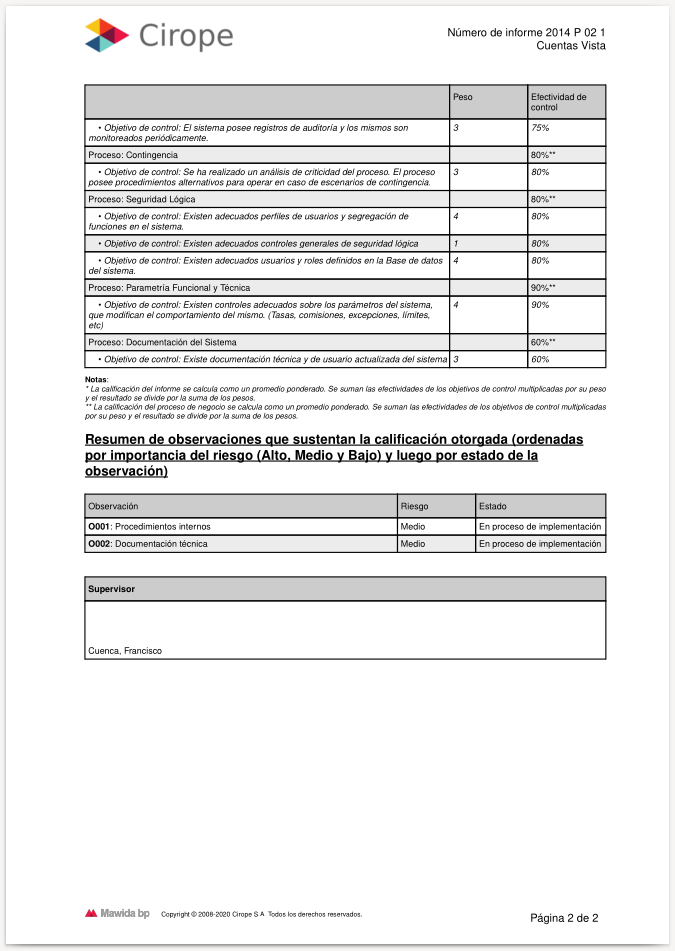 Cirope
Número de informe 2014 P 02 1
Cuentas Vista
Peso
Efectividad de
control
• Objetivo de control: El sistema posee registros de auditoría y los mismos son
monitoreados periódicamente.
3
75%
Proceso: Contingencia
80%**
• Objetivo de control: Se ha realizado un análisis de criticidad del proceso. El proceso
posee procedimientos alternativos para operar en caso de escenarios de contingencia.
3
80%
Proceso: Seguridad Lógica
80%**
• Objetivo de control: Existen adecuados perfiles de usuarios y segregación de
funciones en el sistema.
4
80%
• Objetivo de control: Existen adecuados controles generales de seguridad lógica
1
80%
• Objetivo de control: Existen adecuados usuarios y roles definidos en la Base de datos
del sistema.
4
80%
Proceso: Parametría Funcional y Técnica
90%**
• Objetivo de control: Existen controles adecuados sobre los parámetros del sistema,
que modifican el comportamiento del mismo. (Tasas, comisiones, excepciones, límites,
etc)
4
90%
Proceso: Documentación del Sistema
60%**
• Objetivo de control: Existe documentación técnica y de usuario actualizada del sistema
3
60%
Notas:
* La calificación del informe se calcula como un promedio ponderado. Se suman las efectividades de los objetivos de control multiplicadas por su peso
y el resultado se divide por la suma de los pesos.
** La calificación del proceso de negocio se calcula como un promedio ponderado. Se suman las efectividades de los objetivos de control multiplicadas
por su peso y el resultado se divide por la suma de los pesos.
Resumen de observaciones que sustentan la calificación otorgada (ordenadas
por importancia del riesgo (Alto, Medio y Bajo) y luego por estado de la
observación)
Observación
Riesgo
Estado
O001: Procedimientos internos
Medio
En proceso de implementación
O002: Documentación técnica
Medio
En proceso de implementación
Supervisor
Cuenca, Francisco
Mawida bp
Copyright © 2008-2020 Cirope S A Todos los derechos reservados.
Página 2 de 2